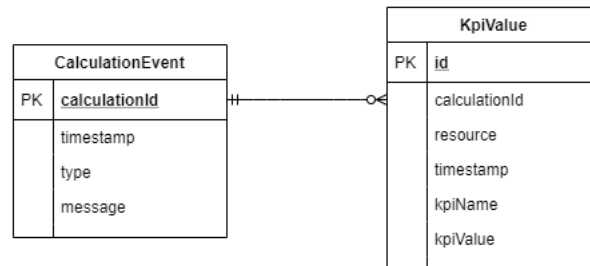 CalculationEvent
PK calculationId
timestamp
type
message
KpiValue
PK id
calculationId
resource
timestamp
kpiName
kpiValue